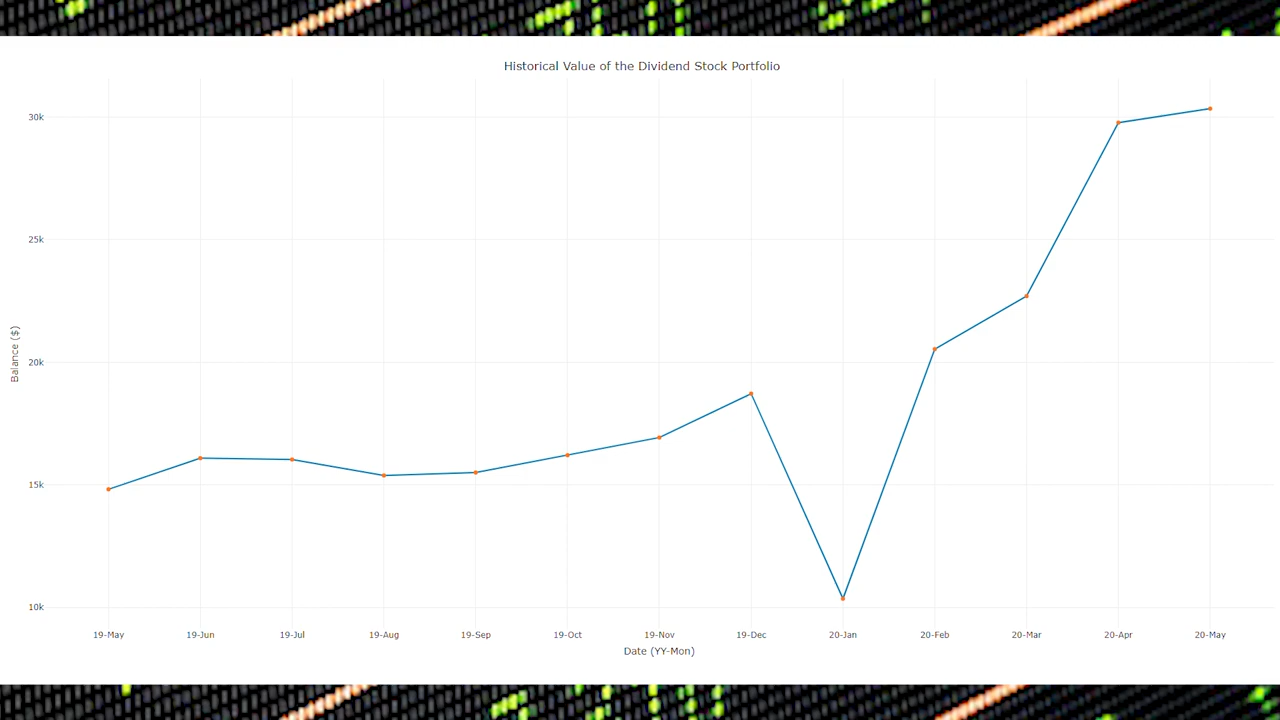 Historical Value of the Dividend Stock Portfolio
30k
25k
20k
15k
10k
Balance ($)
19-May 19-Jun 19-Jul 19-Aug 19-Sep 19-Oct 19-Nov 19-Dec 20-Jan 20-Feb 20-Mar 20-Apr 20-May
Date (YY-Mon)